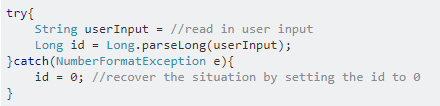 try{
    String userInput = //read in user input
    Long id = Long.parseLong(userInput);
}catch(NumberFormatException e){
    id = 0; //recover the situation by setting the id to 0
}